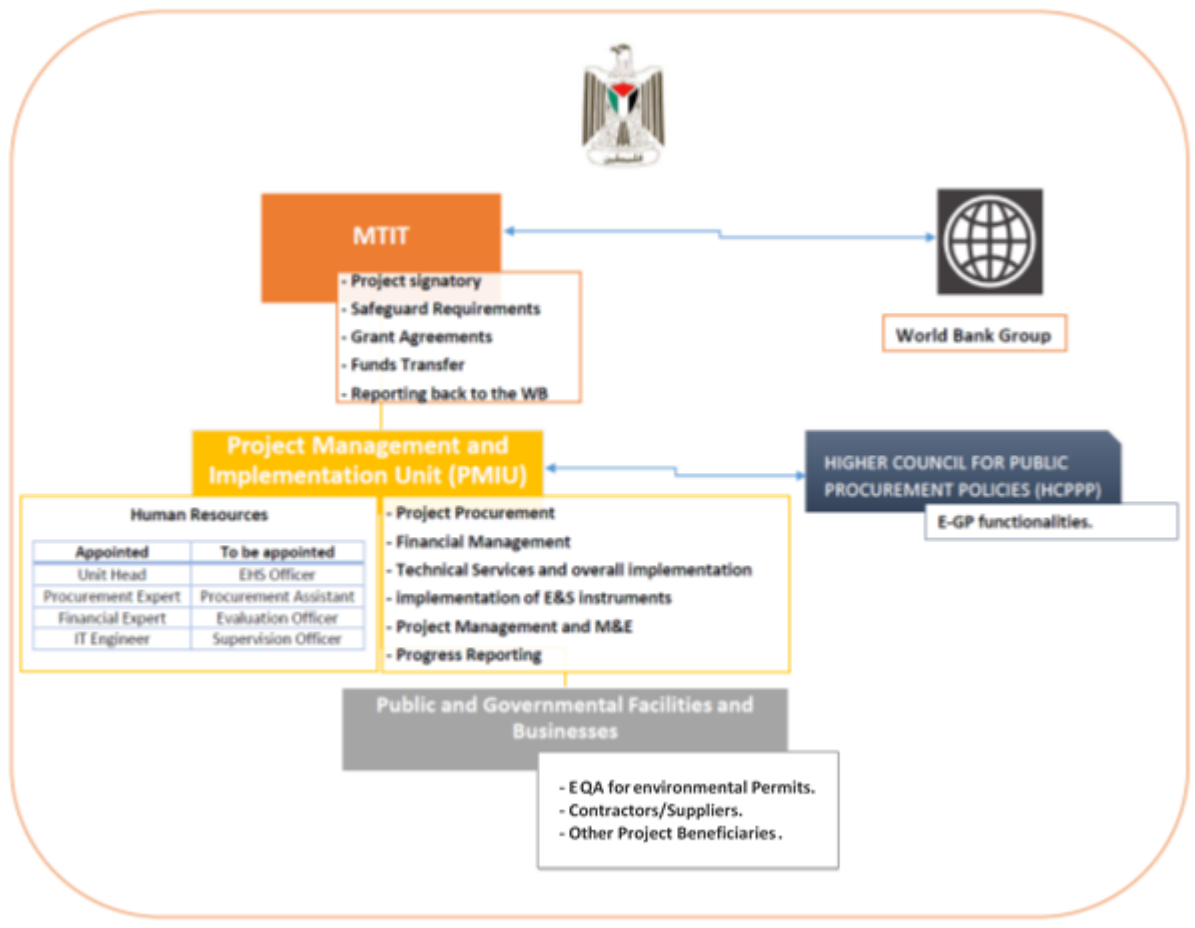 فلسطين
MTIT
- Project signatory
- Safeguard Requirements
- Grant Agreements
- Funds Transfer
- Reporting back to the WB
World Bank Group
Project Management and
Implementation Unit (PMIU)
HIGHER COUNCIL FOR PUBLIC
PROCUREMENT POLICIES (HCPPP)
E-GP functionalities.
Human Resources
Appointed To be appointed
Unit Head EHS Officer
Procurement Expert Procurement Assistant
Financial Expert Evaluation Officer
IT Engineer Supervision Officer
- Project Procurement
- Financial Management
- Technical Services and overall implementation
- implementation of E&S instruments
- Project Management and M&E
- Progress Reporting
Public and Governmental Facilities and
Businesses
- EQA for environmental Permits.
- Contractors/Suppliers.
- Other Project Beneficiaries.